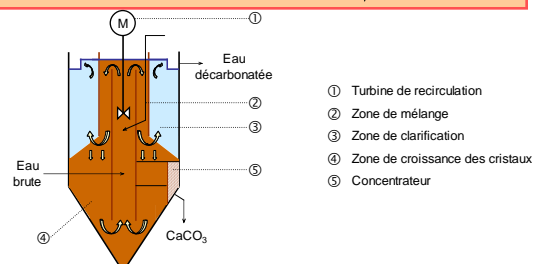 M
①
Eau
décarbonatée
②
③
⑤
Eau
brute
④
CaCO₃
① Turbine de recirculation
② Zone de mélange
③ Zone de clarification
④ Zone de croissance des cristaux
⑤ Concentrateur